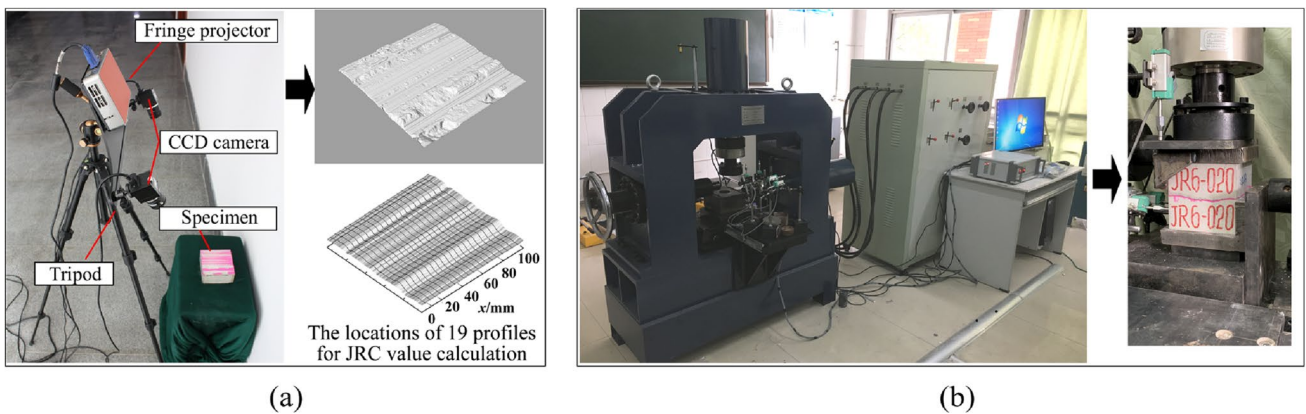 Fringe projector
CCD camera
Specimen
Tripod
0
20
40
60
80
100
x/mm
The locations of 19 profiles
for JRC value calculation
JR6-020
JR6-020
(a)
(b)